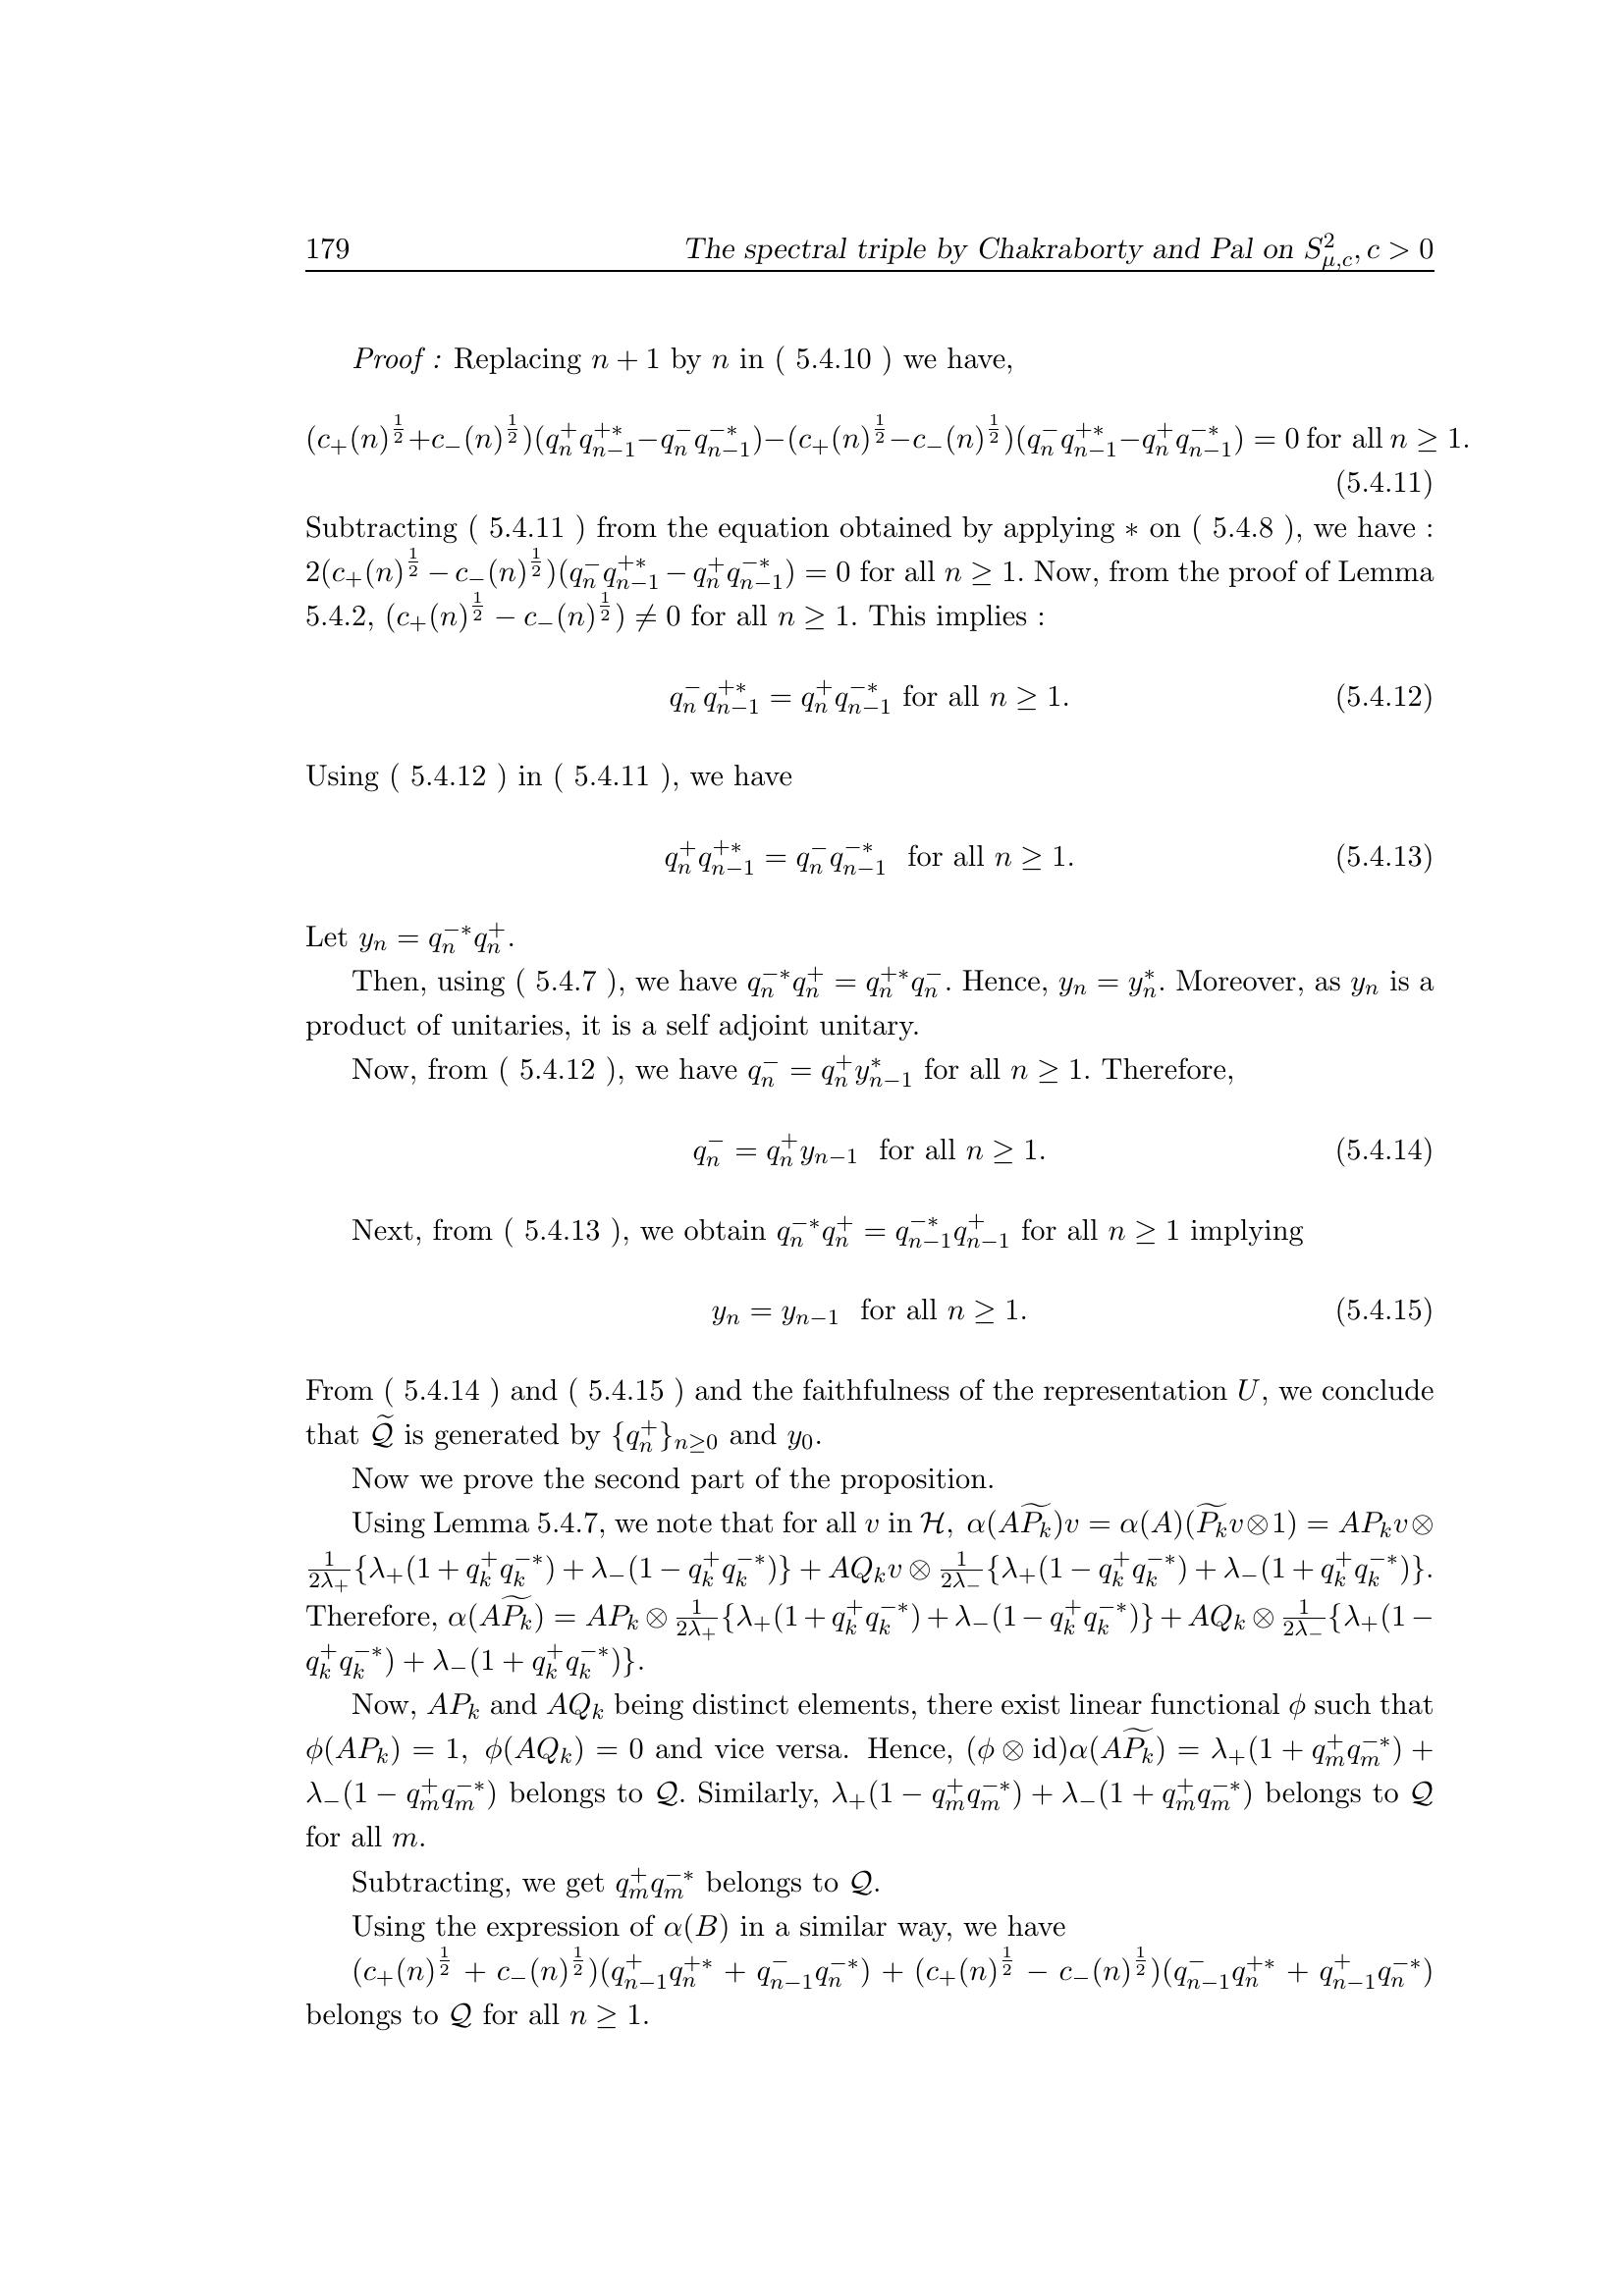 179 The spectral triple by Chakraborty and Pal on $S^2_{\mu,c}, c > 0$
Proof : Replacing $n + 1$ by $n$ in ( 5.4.10 ) we have,
$(c_+(n)^{\frac{1}{2}}+c_-(n)^{\frac{1}{2}})(q_n^+q_{n-1}^{+*}-q_n^-q_{n-1}^{-*})-(c_+(n)^{\frac{1}{2}}-c_-(n)^{\frac{1}{2}})(q_n^-q_{n-1}^{+*}-q_n^+q_{n-1}^{-*}) = 0$ for all $n \geq 1.$
(5.4.11)
Subtracting ( 5.4.11 ) from the equation obtained by applying $*$ on ( 5.4.8 ), we have :
$2(c_+(n)^{\frac{1}{2}} - c_-(n)^{\frac{1}{2}})(q_n^-q_{n-1}^{+*} - q_n^+q_{n-1}^{-*}) = 0$ for all $n \geq 1$. Now, from the proof of Lemma
5.4.2, $(c_+(n)^{\frac{1}{2}} - c_-(n)^{\frac{1}{2}}) \neq 0$ for all $n \geq 1$. This implies :
$q_n^-q_{n-1}^{+*} = q_n^+q_{n-1}^{-*}$ for all $n \geq 1.$ (5.4.12)
Using ( 5.4.12 ) in ( 5.4.11 ), we have
$q_n^+q_{n-1}^{+*} = q_n^-q_{n-1}^{-*}$ for all $n \geq 1.$ (5.4.13)
Let $y_n = q_n^{-*}q_n^+$.
Then, using ( 5.4.7 ), we have $q_n^{-*}q_n^+ = q_n^{+*}q_n^-$. Hence, $y_n = y_n^*$. Moreover, as $y_n$ is a
product of unitaries, it is a self adjoint unitary.
Now, from ( 5.4.12 ), we have $q_n^- = q_n^+y_{n-1}^*$ for all $n \geq 1$. Therefore,
$q_n^- = q_n^+y_{n-1}$ for all $n \geq 1.$ (5.4.14)
Next, from ( 5.4.13 ), we obtain $q_n^{-*}q_n^+ = q_{n-1}^{-*}q_{n-1}^+$ for all $n \geq 1$ implying
$y_n = y_{n-1}$ for all $n \geq 1.$ (5.4.15)
From ( 5.4.14 ) and ( 5.4.15 ) and the faithfulness of the representation $U$, we conclude
that $\widetilde{\mathcal{Q}}$ is generated by $\{q_n^+\}_{n\geq 0}$ and $y_0$.
Now we prove the second part of the proposition.
Using Lemma 5.4.7, we note that for all $v$ in $\mathcal{H}$, $\alpha(A\widetilde{P_k})v = \alpha(A)(\widetilde{P_k}v\otimes 1) = AP_kv\otimes$
$\frac{1}{2\lambda_+}\{\lambda_+(1 + q_k^+q_k^{-*}) + \lambda_-(1 - q_k^+q_k^{-*})\} + AQ_kv \otimes \frac{1}{2\lambda_-}\{\lambda_+(1 - q_k^+q_k^{-*}) + \lambda_-(1 + q_k^+q_k^{-*})\}.$
Therefore, $\alpha(A\widetilde{P_k}) = AP_k \otimes \frac{1}{2\lambda_+}\{\lambda_+(1 + q_k^+q_k^{-*}) + \lambda_-(1 - q_k^+q_k^{-*})\} + AQ_k \otimes \frac{1}{2\lambda_-}\{\lambda_+(1 -$
$q_k^+q_k^{-*}) + \lambda_-(1 + q_k^+q_k^{-*})\}.$
Now, $AP_k$ and $AQ_k$ being distinct elements, there exist linear functional $\phi$ such that
$\phi(AP_k) = 1,\ \phi(AQ_k) = 0$ and vice versa. Hence, $(\phi \otimes \mathrm{id})\alpha(A\widetilde{P_k}) = \lambda_+(1 + q_m^+q_m^{-*}) +$
$\lambda_-(1 - q_m^+q_m^{-*})$ belongs to $\mathcal{Q}$. Similarly, $\lambda_+(1 - q_m^+q_m^{-*}) + \lambda_-(1 + q_m^+q_m^{-*})$ belongs to $\mathcal{Q}$
for all $m$.
Subtracting, we get $q_m^+q_m^{-*}$ belongs to $\mathcal{Q}$.
Using the expression of $\alpha(B)$ in a similar way, we have
$(c_+(n)^{\frac{1}{2}} + c_-(n)^{\frac{1}{2}})(q_{n-1}^+q_n^{+*} + q_{n-1}^-q_n^{-*}) + (c_+(n)^{\frac{1}{2}} - c_-(n)^{\frac{1}{2}})(q_{n-1}^-q_n^{+*} + q_{n-1}^+q_n^{-*})$
belongs to $\mathcal{Q}$ for all $n \geq 1$.